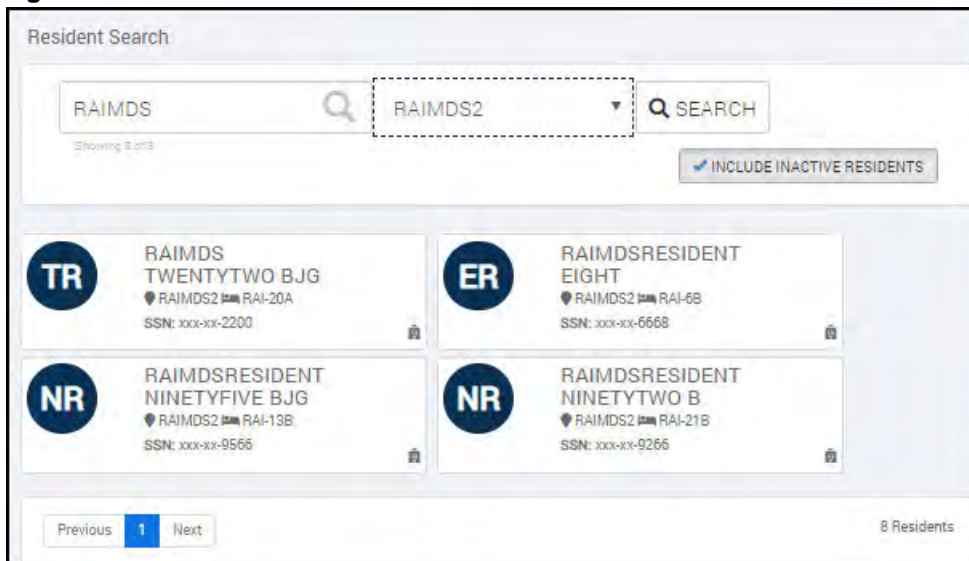 Resident Search
RAIMDS
RAIMDS2
SEARCH
Showing 8 of 8
INCLUDE INACTIVE RESIDENTS
TR
RAIMDS
TWENTYTWO BJG
RAIMDS2 RAI-20A
SSN: xxx-xx-2200
ER
RAIMDSRESIDENT
EIGHT
RAIMDS2 RAI-6B
SSN: xxx-xx-6668
NR
RAIMDSRESIDENT
NINETYFIVE BJG
RAIMDS2 RAI-13B
SSN: xxx-xx-9566
NR
RAIMDSRESIDENT
NINETYTWO B
RAIMDS2 RAI-21B
SSN: xxx-xx-9266
Previous 1 Next
8 Residents